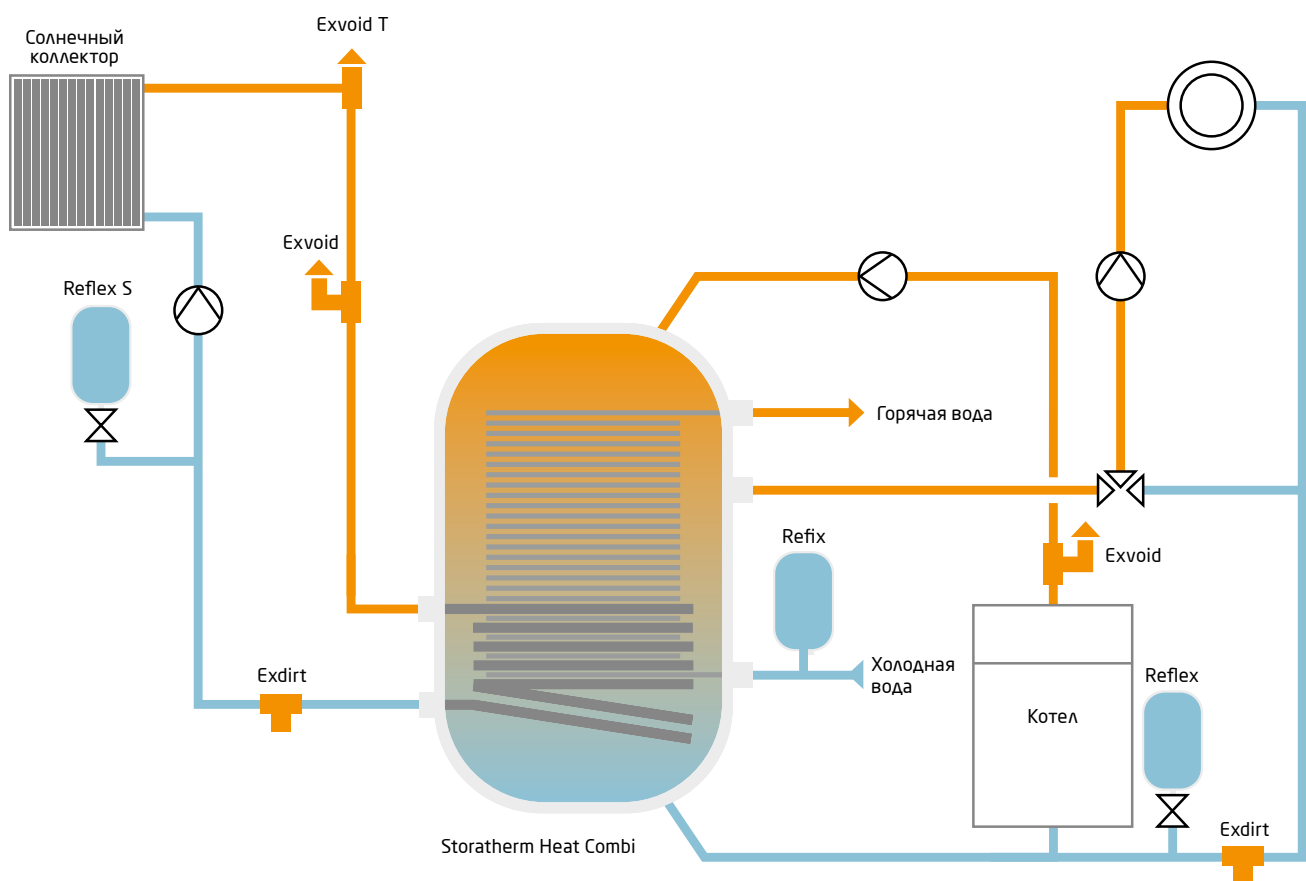 Exvoid T
Солнечный
коллектор
Exvoid
Reflex S
Горячая вода
Refix
Exvoid
Холодная
вода
Exdirt
Reflex
Котел
Exdirt
Storatherm Heat Combi